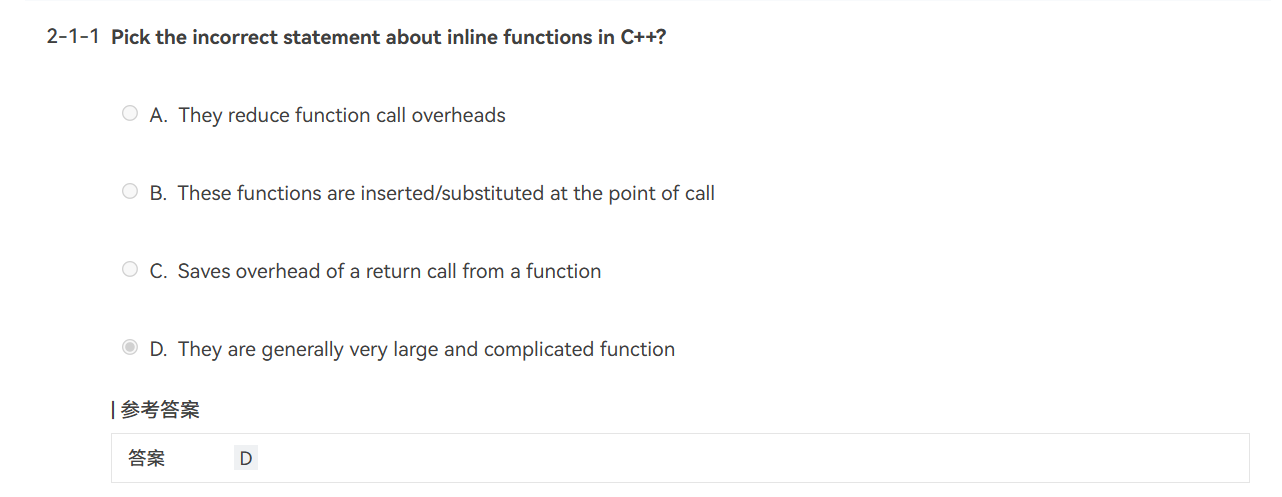 2-1-1 Pick the incorrect statement about inline functions in C++?
A. They reduce function call overheads
B. These functions are inserted/substituted at the point of call
C. Saves overhead of a return call from a function
D. They are generally very large and complicated function
参考答案
答案 D